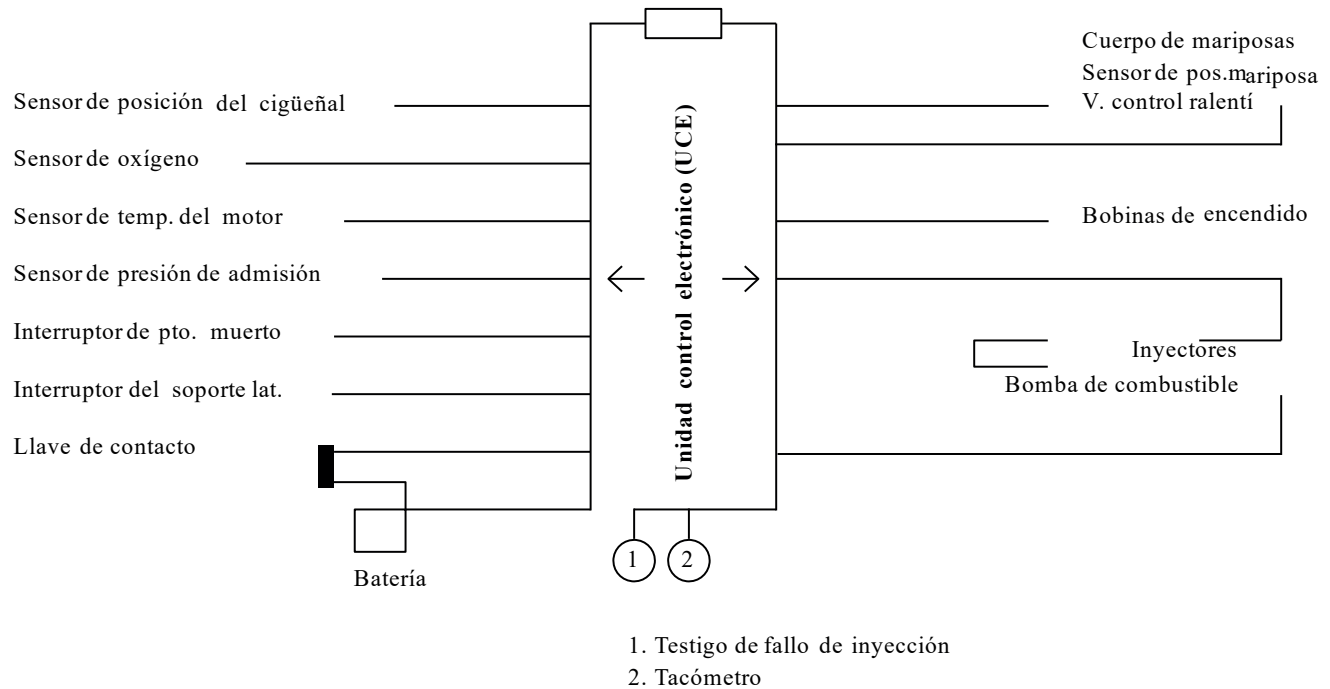 Sensor de posición del cigüeñal
Sensor de oxígeno
Sensor de temp. del motor
Sensor de presión de admisión
Interruptor de pto. muerto
Interruptor del soporte lat.
Llave de contacto
Batería
Unidad control electrónico (UCE)
Cuerpo de mariposas
Sensor de pos.mariposa
V. control ralentí
Bobinas de encendido
Inyectores
Bomba de combustible
1
2
1. Testigo de fallo de inyección
2. Tacómetro